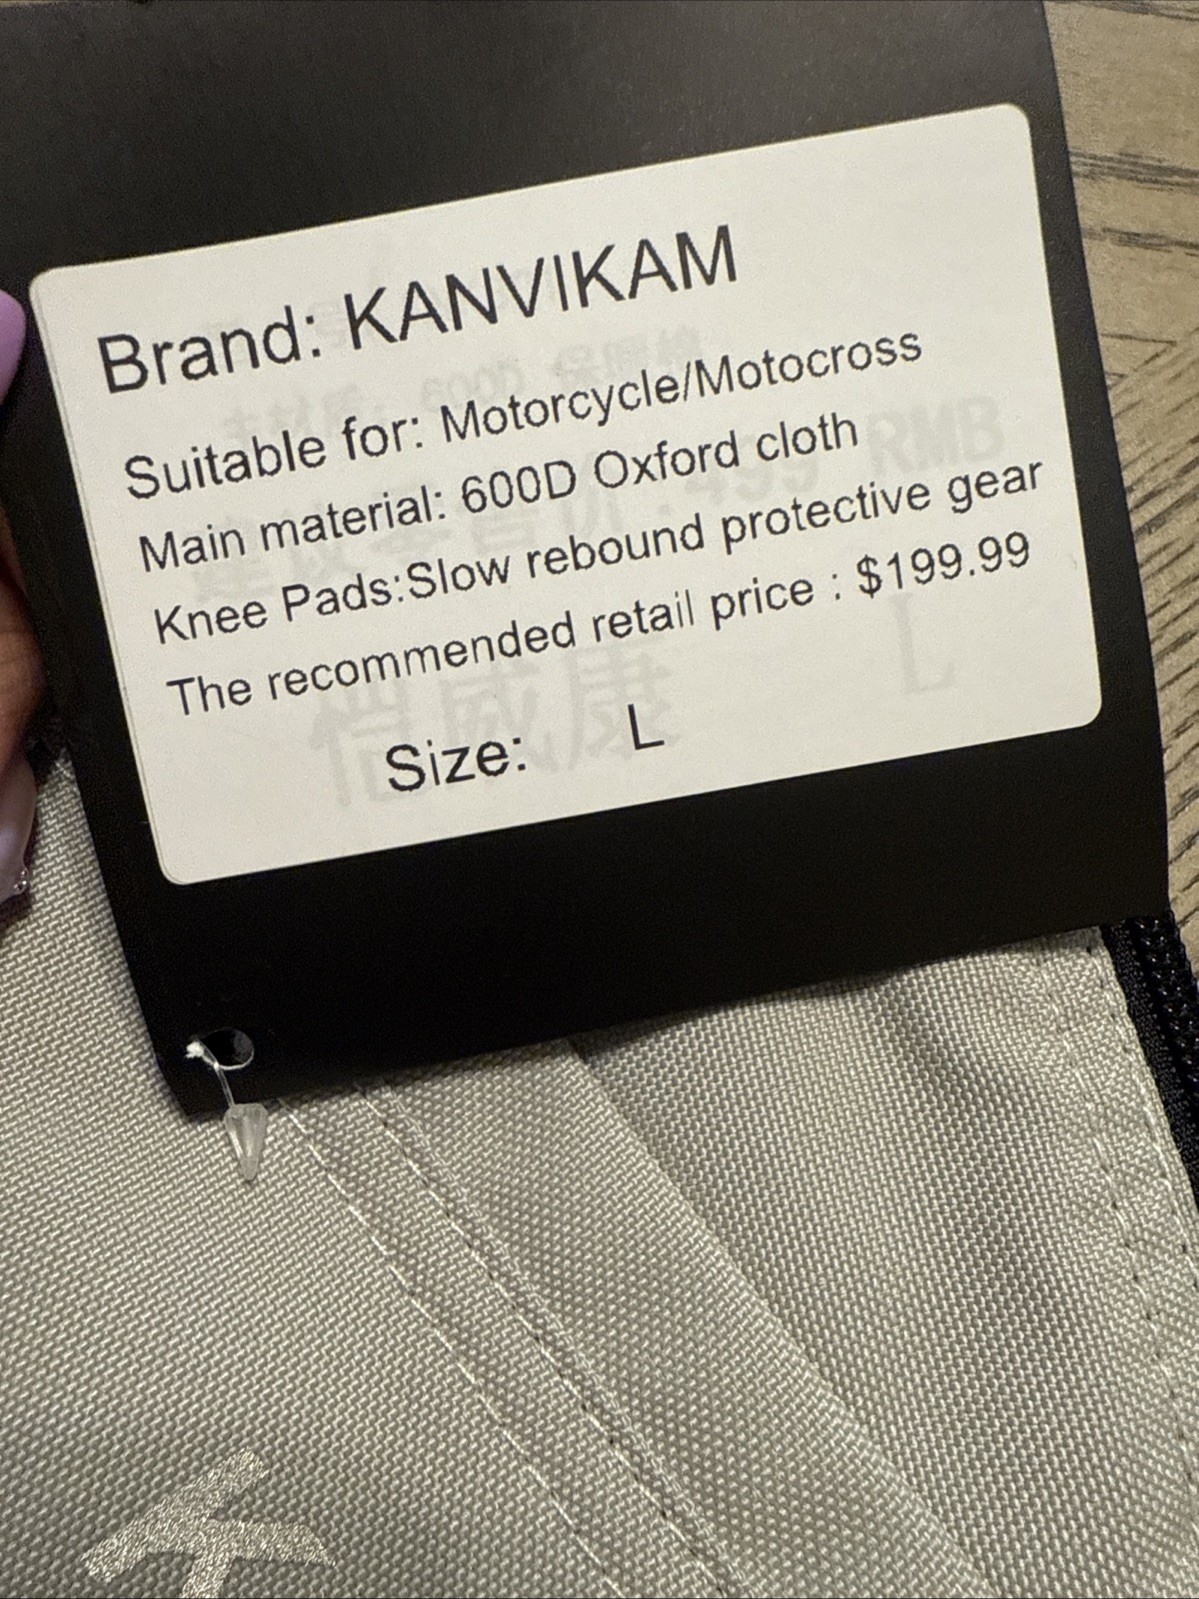 Brand: KANVIKAM
Suitable for: Motorcycle/Motocross
Main material: 600D Oxford cloth
Knee Pads:Slow rebound protective gear
The recommended retail price : $199.99
Size: L